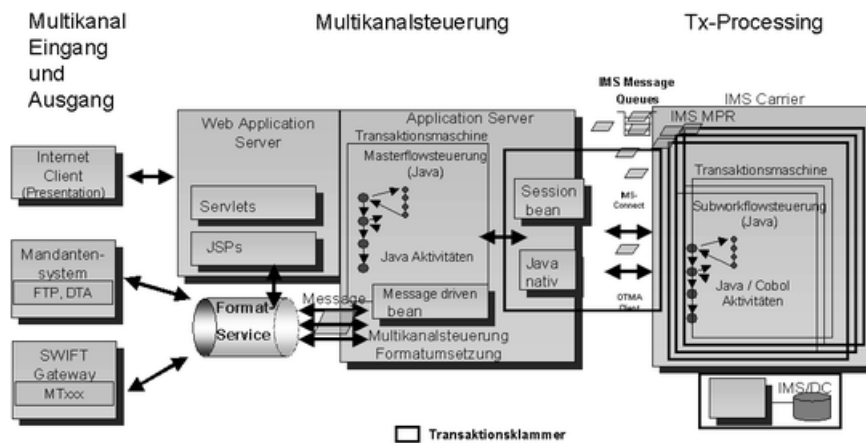 Multikanal
Eingang
und
Ausgang
Multikanalsteuerung
Tx-Processing
IMS Message
Queues
IMS Carrier
IMS MPR
Web Application
Server
Application Server
Transaktionsmaschine
Masterflowsteuerung
(Java)
Java Aktivitäten
Message driven
bean
Multikanalsteuerung
Formatumsetzung
Internet
Client
(Presentation)
Servlets
JSPs
Session
bean
Java
nativ
IMS-
Connect
OTMA
Client
Transaktionsmaschine
Subworkflowsteuerung
(Java)
Java / Cobol
Aktivitäten
Mandanten-
system
FTP, DTA
Format-
Service
Message
SWIFT
Gateway
MTxxx
IMS/DC
Transaktionsklammer